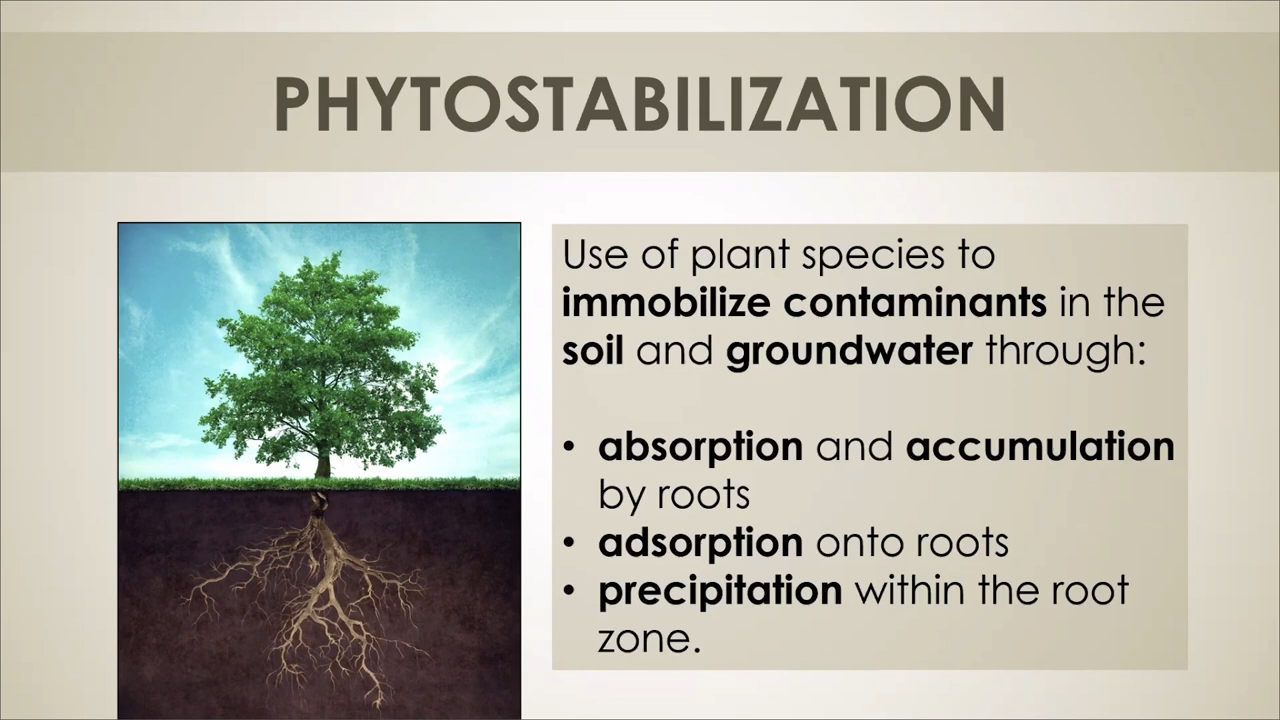 PHYTOSTABILIZATION
Use of plant species to
immobilize contaminants in the
soil and groundwater through:
• absorption and accumulation
by roots
• adsorption onto roots
• precipitation within the root
zone.